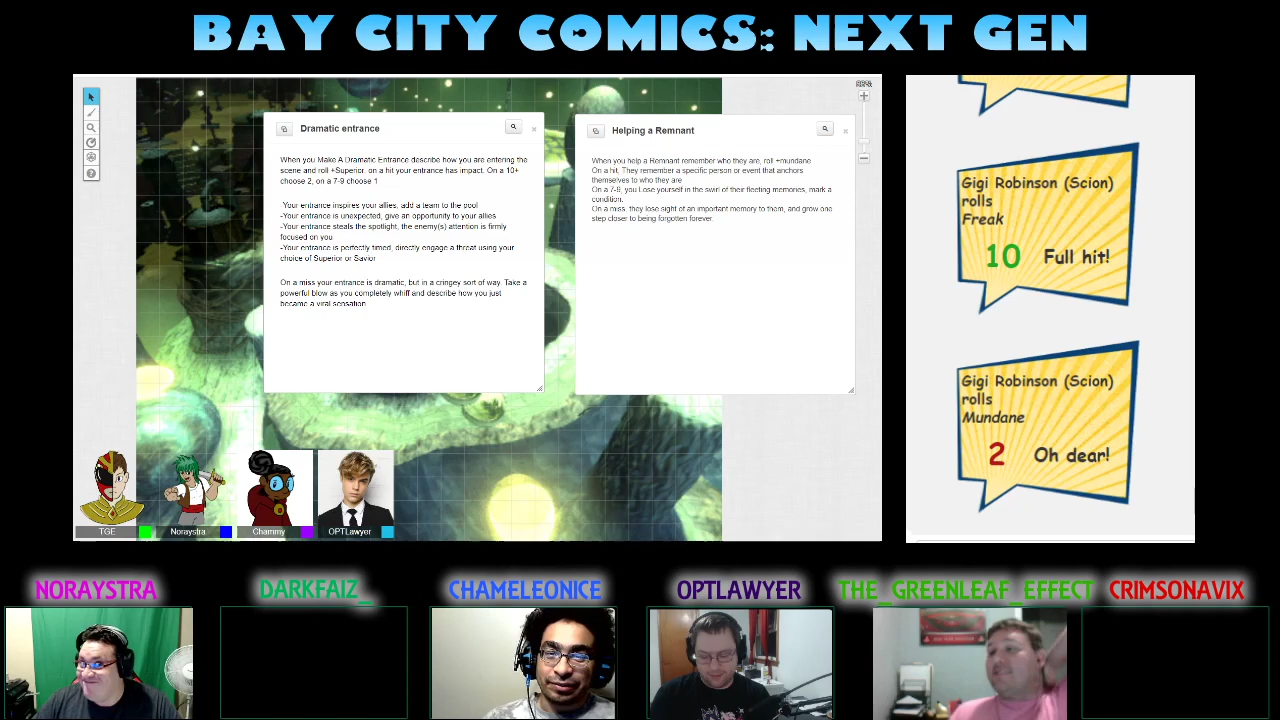 BAY CITY COMICS: NEXT GEN
Dramatic entrance
When you Make A Dramatic Entrance describe how you are entering the
scene and roll +Superior. on a hit your entrance has impact. On a 10+
choose 2, on a 7-9 choose 1
-Your entrance inspires your allies, add a team to the pool
-Your entrance is unexpected, give an opportunity to your allies
-Your entrance steals the spotlight, the enemy(s) attention is firmly
focused on you
-Your entrance is perfectly timed, directly engage a threat using your
choice of Superior or Savior
On a miss your entrance is dramatic, but in a cringey sort of way. Take a
powerful blow as you completely whiff and describe how you just
became a viral sensation.
Helping a Remnant
When you help a Remnant remember who they are, roll +mundane.
On a hit, They remember a specific person or event that anchors
themselves to who they are
On a 7-9, you Lose yourself in the swirl of their fleeting memories, mark a
condition.
On a miss, they lose sight of an important memory to them, and grow one
step closer to being forgotten forever.
Gigi Robinson (Scion)
rolls
Freak
10 Full hit!
Gigi Robinson (Scion)
rolls
Mundane
2 Oh dear!
TGE
Noraystra
Chammy
OPTLawyer
NORAYSTRA
DARKFAIZ_
CHAMELEONICE
OPTLAWYER
THE_GREENLEAF_EFFECT
CRIMSONAVIX